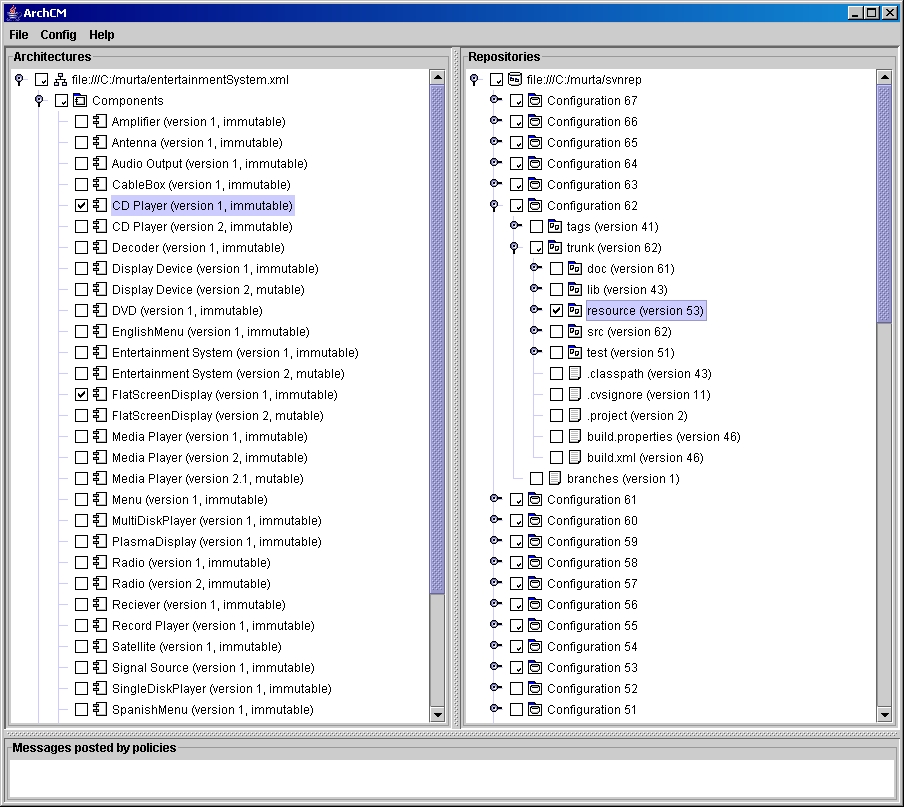 ArchCM
File Config Help
Architectures
file:///C:/murta/entertainmentSystem.xml
Components
Amplifier (version 1, immutable)
Antenna (version 1, immutable)
Audio Output (version 1, immutable)
CableBox (version 1, immutable)
CD Player (version 1, immutable)
CD Player (version 2, immutable)
Decoder (version 1, immutable)
Display Device (version 1, immutable)
Display Device (version 2, mutable)
DVD (version 1, immutable)
EnglishMenu (version 1, immutable)
Entertainment System (version 1, immutable)
Entertainment System (version 2, mutable)
FlatScreenDisplay (version 1, immutable)
FlatScreenDisplay (version 2, mutable)
Media Player (version 1, immutable)
Media Player (version 2, immutable)
Media Player (version 2.1, mutable)
Menu (version 1, immutable)
MultiDiskPlayer (version 1, immutable)
PlasmaDisplay (version 1, immutable)
Radio (version 1, immutable)
Radio (version 2, immutable)
Reciever (version 1, immutable)
Record Player (version 1, immutable)
Satellite (version 1, immutable)
Signal Source (version 1, immutable)
SingleDiskPlayer (version 1, immutable)
SpanishMenu (version 1, immutable)
Repositories
file:///C:/murta/svnrep
Configuration 67
Configuration 66
Configuration 65
Configuration 64
Configuration 63
Configuration 62
tags (version 41)
trunk (version 62)
doc (version 61)
lib (version 43)
resource (version 53)
src (version 62)
test (version 51)
.classpath (version 43)
.cvsignore (version 11)
.project (version 2)
build.properties (version 46)
build.xml (version 46)
branches (version 1)
Configuration 61
Configuration 60
Configuration 59
Configuration 58
Configuration 57
Configuration 56
Configuration 55
Configuration 54
Configuration 53
Configuration 52
Configuration 51
Messages posted by policies